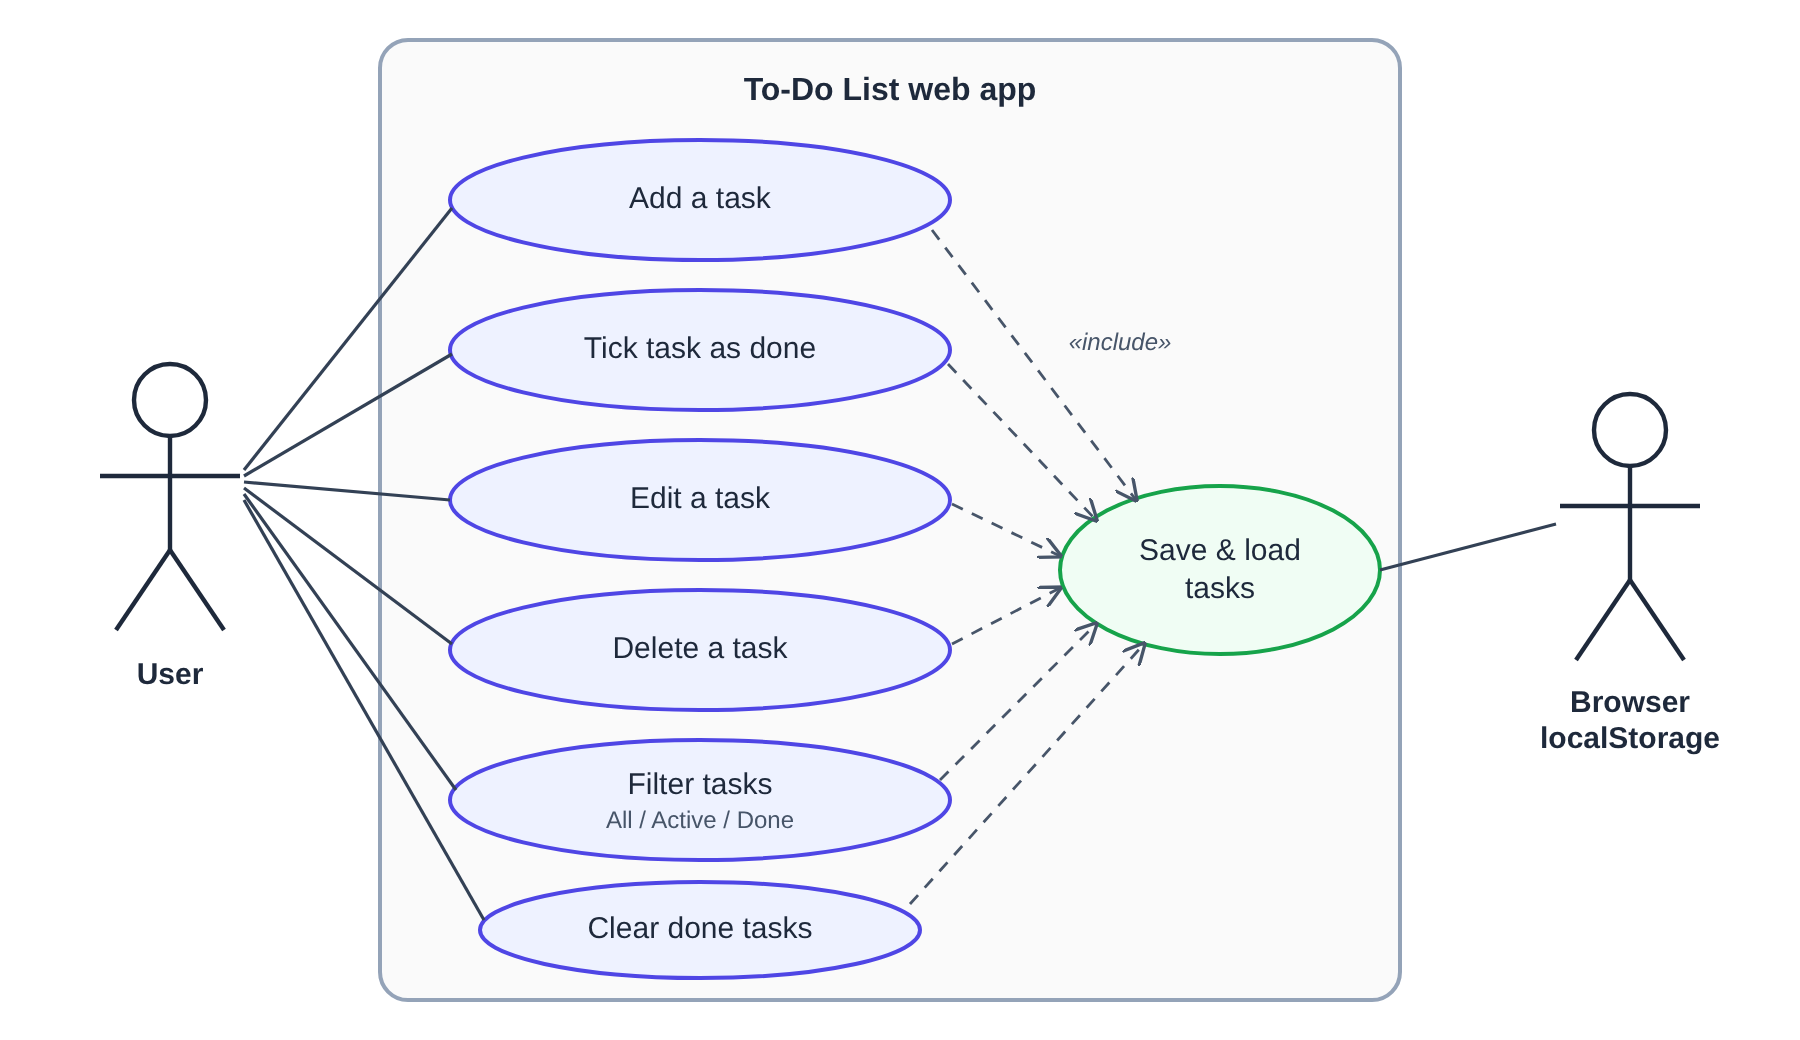 To-Do List web app
Add a task
Tick task as done
«include»
Edit a task
Save & load
tasks
Delete a task
User
Browser
localStorage
Filter tasks
All / Active / Done
Clear done tasks